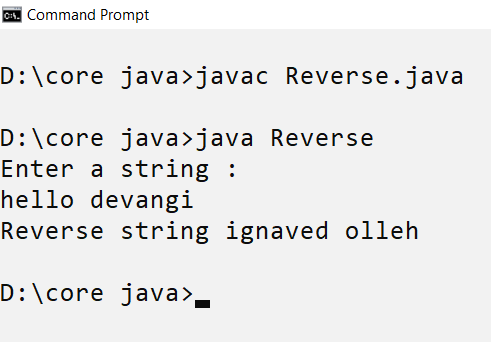 Command Prompt
D:\core java>javac Reverse.java
D:\core java>java Reverse
Enter a string :
hello devangi
Reverse string ignaved olleh
D:\core java>